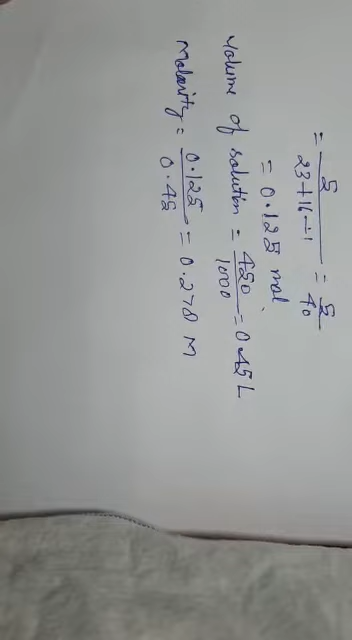 = 5/(23+16+1) = 5/40
= 0.125 mol.
Volume of solution = 450/1000 = 0.45 L
Molarity = 0.125/0.45 = 0.278 M